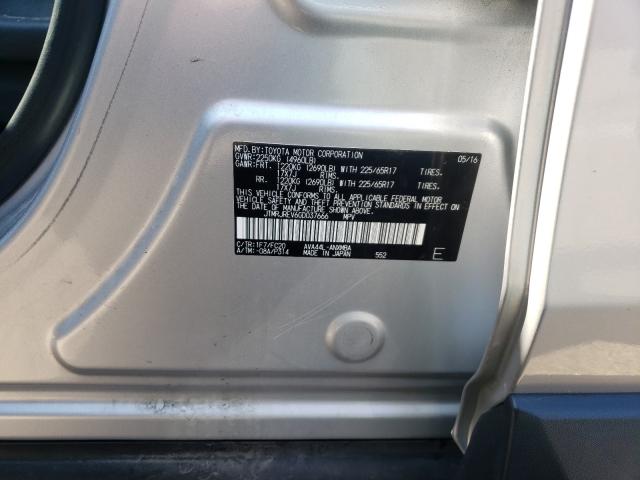 MFD. BY: TOYOTA MOTOR CORPORATION 05/16
GVWR: 2250KG (4960LB)
GAWR: FRT. 1220KG (2690LB) WITH 225/65R17 TIRES.
17X7J RIMS.
RR. 1220KG (2690LB) WITH 225/65R17 TIRES.
17X7J RIMS.
THIS VEHICLE CONFORMS TO ALL APPLICABLE FEDERAL MOTOR
VEHICLE SAFETY AND THEFT PREVENTION STANDARDS IN
EFFECT ON THE DATE OF MANUFACTURE SHOWN ABOVE.
JTMRJREV6GD037666 MPV
C/TR: 1F7/FC20 AVA44L-ANXMBA
A/TM: -08A/P314 MADE IN JAPAN 552 E